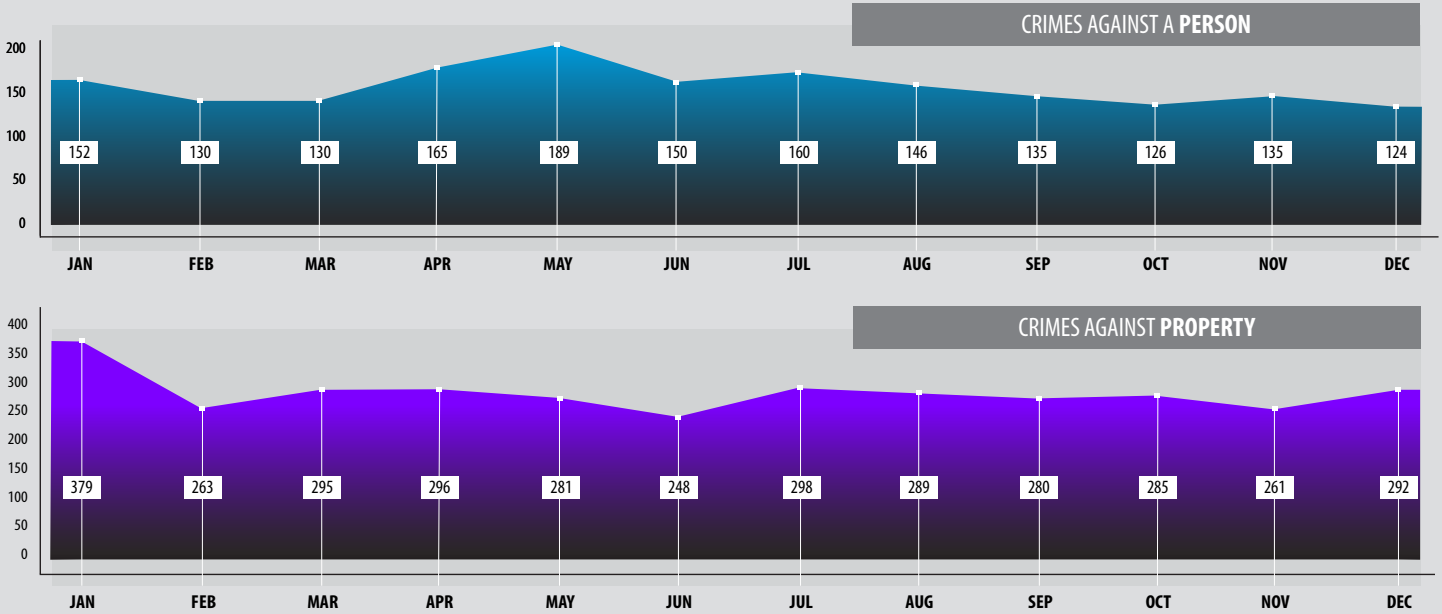 CRIMES AGAINST A PERSON
200
150
100
50
0
152 130 130 165 189 150 160 146 135 126 135 124
JAN FEB MAR APR MAY JUN JUL AUG SEP OCT NOV DEC
CRIMES AGAINST PROPERTY
400
350
300
250
200
150
100
50
0
379 263 295 296 281 248 298 289 280 285 261 292
JAN FEB MAR APR MAY JUN JUL AUG SEP OCT NOV DEC